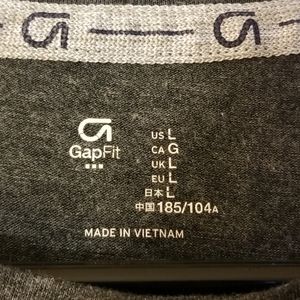 GapFit
US L
CA G
UK L
EU L
日本 L
中国 185/104A
MADE IN VIETNAM